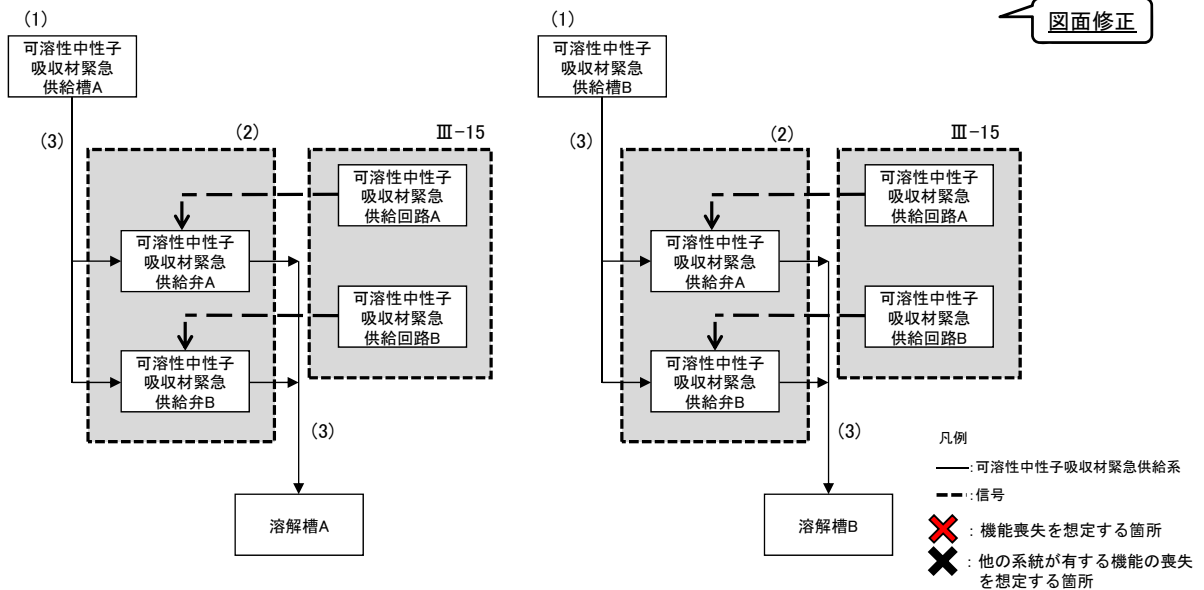 図面修正
(1)
可溶性中性子
吸収材緊急
供給槽A
(3)
(2)
Ⅲ-15
可溶性中性子
吸収材緊急
供給回路A
可溶性中性子
吸収材緊急
供給弁A
可溶性中性子
吸収材緊急
供給回路B
可溶性中性子
吸収材緊急
供給弁B
(3)
溶解槽A
(1)
可溶性中性子
吸収材緊急
供給槽B
(3)
(2)
Ⅲ-15
可溶性中性子
吸収材緊急
供給回路A
可溶性中性子
吸収材緊急
供給弁A
可溶性中性子
吸収材緊急
供給回路B
可溶性中性子
吸収材緊急
供給弁B
(3)
溶解槽B
凡例
:可溶性中性子吸収材緊急供給系
:信号
:機能喪失を想定する箇所
:他の系統が有する機能の喪失
を想定する箇所